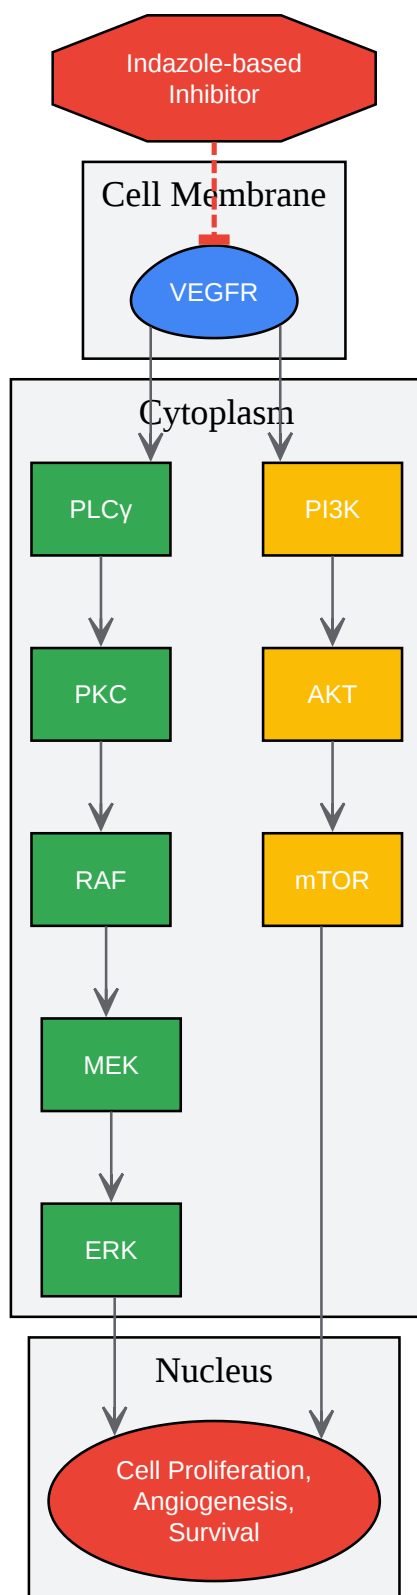 Indazole-based
Inhibitor
Cell Membrane
VEGFR
Cytoplasm
PLCγ
PI3K
PKC
AKT
RAF
mTOR
MEK
ERK
Nucleus
Cell Proliferation,
Angiogenesis,
Survival